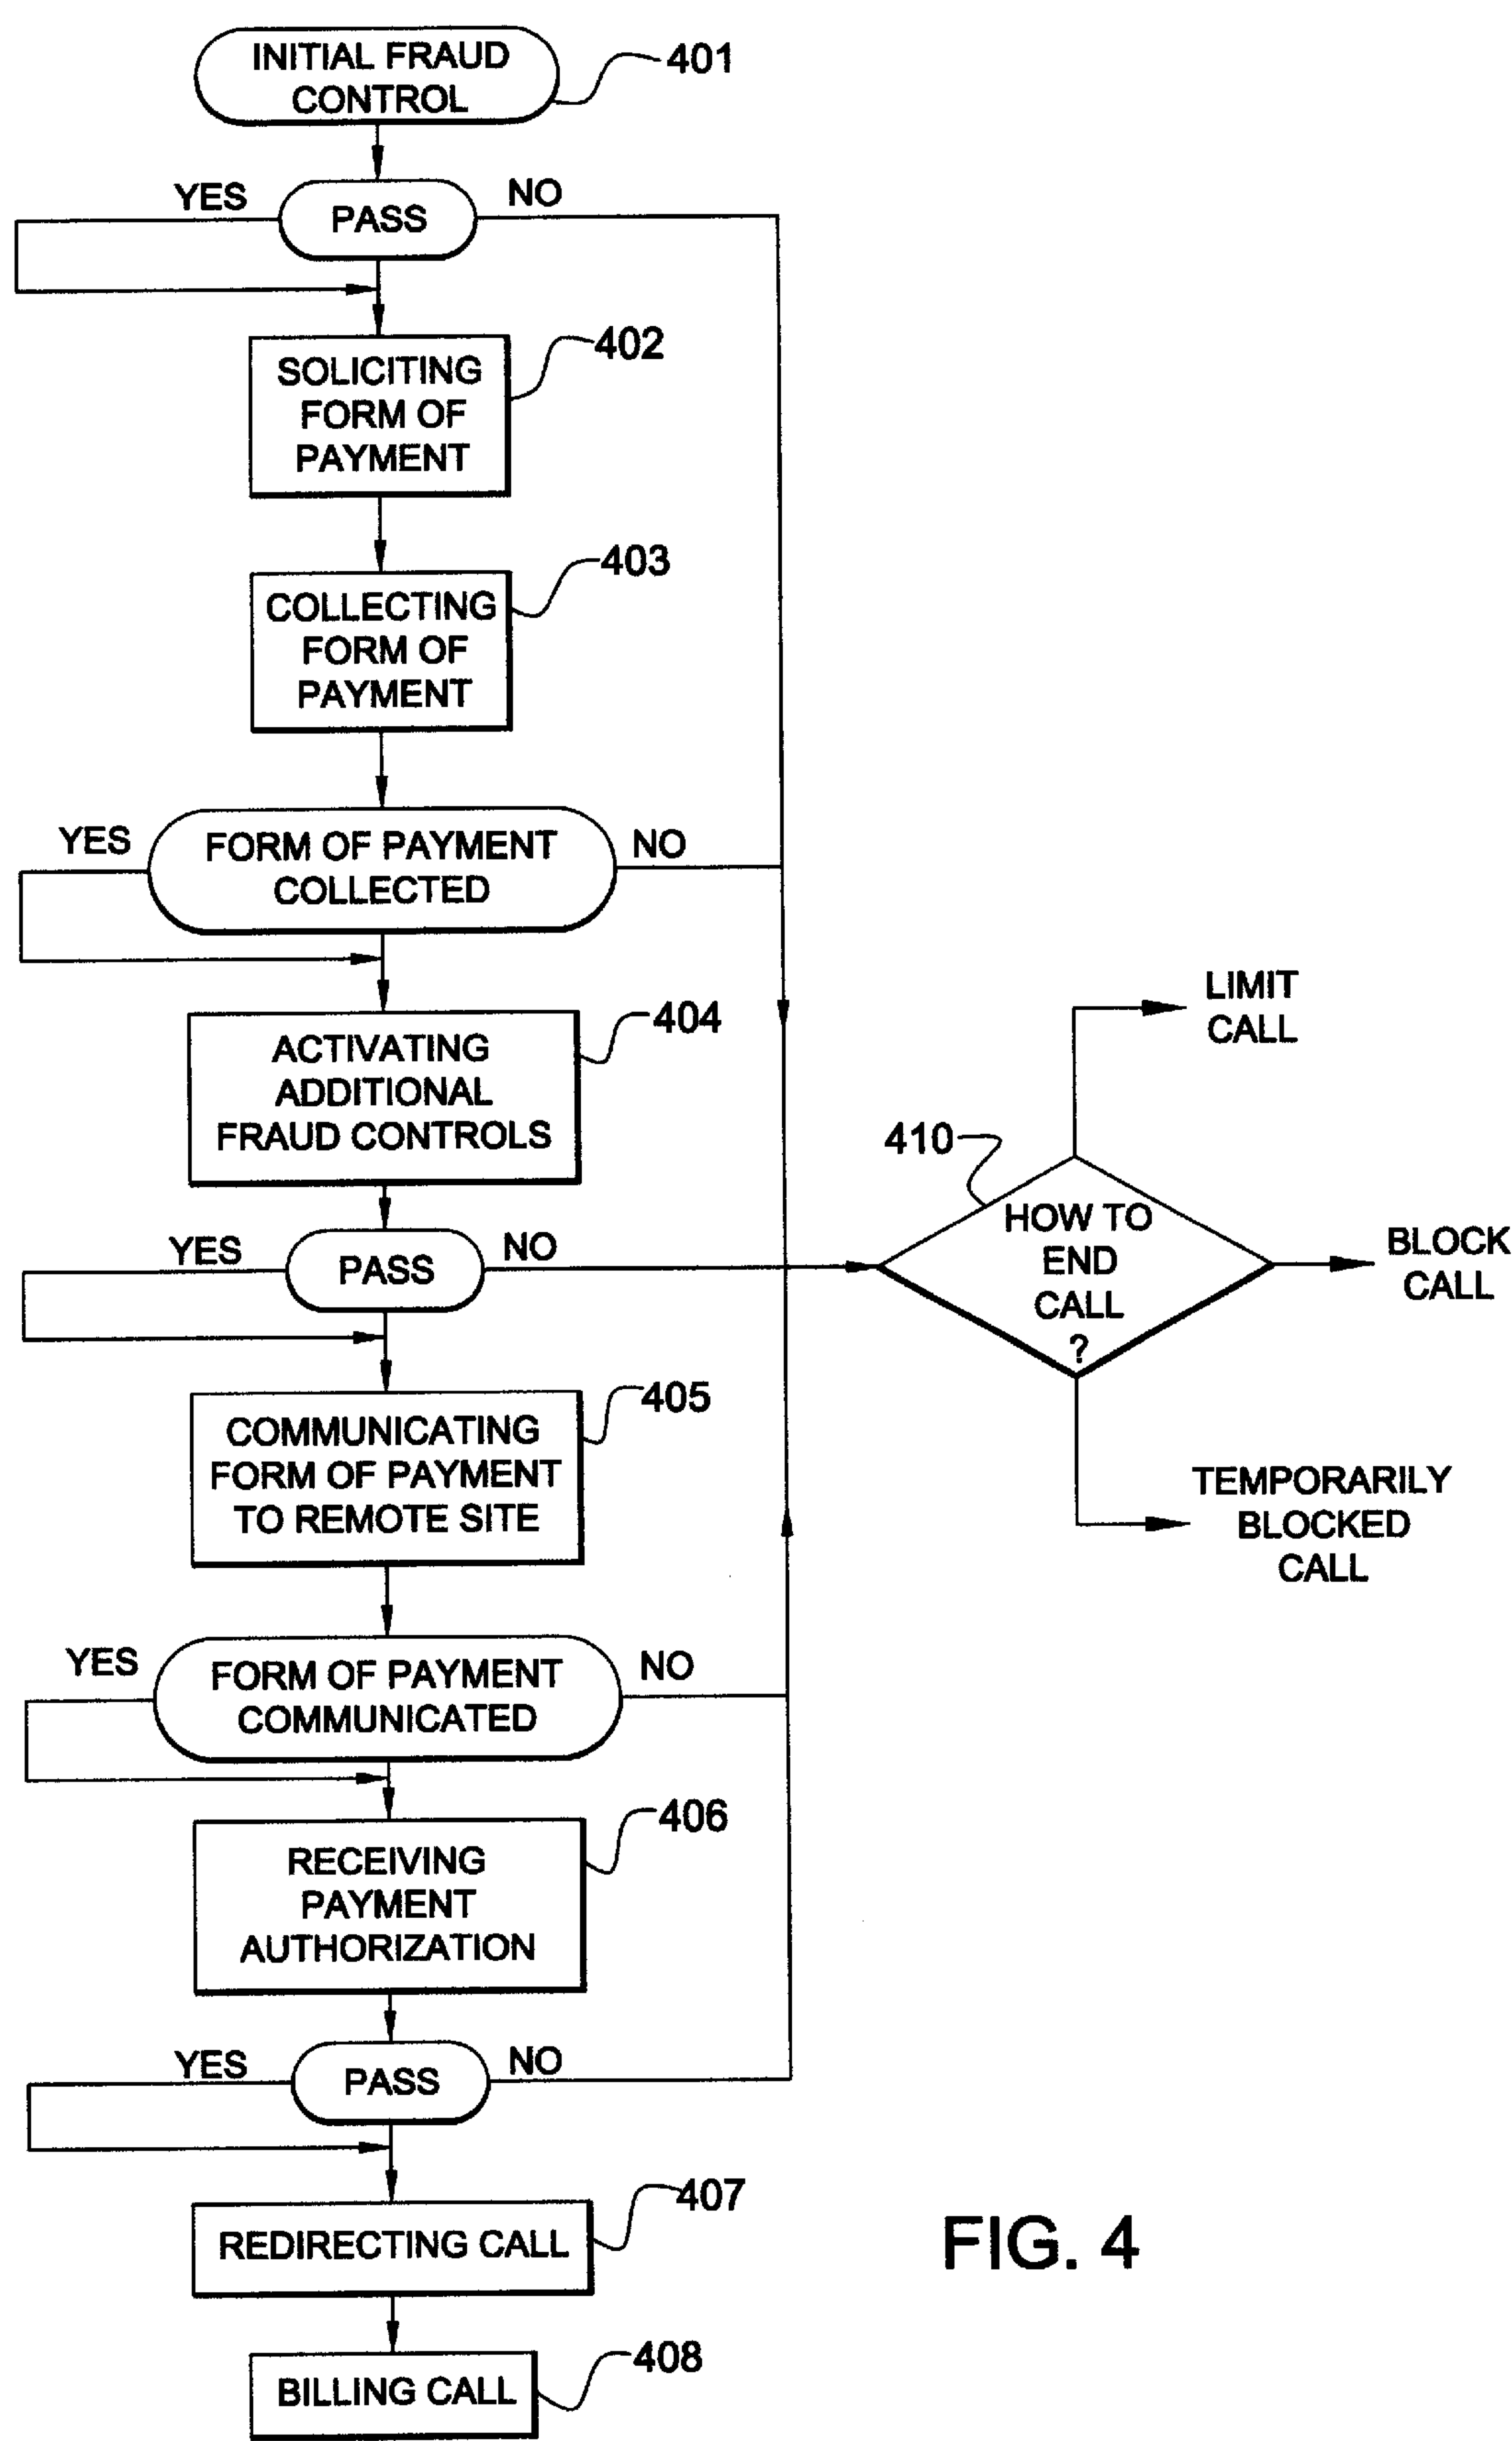 INITIAL FRAUD
CONTROL
401
YES
PASS
NO
SOLICITING
FORM OF
PAYMENT
402
COLLECTING
FORM OF
PAYMENT
403
YES
FORM OF PAYMENT
COLLECTED
NO
ACTIVATING
ADDITIONAL
FRAUD CONTROLS
404
YES
PASS
NO
410
HOW TO
END
CALL
?
LIMIT
CALL
BLOCK
CALL
TEMPORARILY
BLOCKED
CALL
COMMUNICATING
FORM OF PAYMENT
TO REMOTE SITE
405
YES
FORM OF PAYMENT
COMMUNICATED
NO
RECEIVING
PAYMENT
AUTHORIZATION
406
YES
PASS
NO
REDIRECTING CALL
407
BILLING CALL
408
FIG. 4